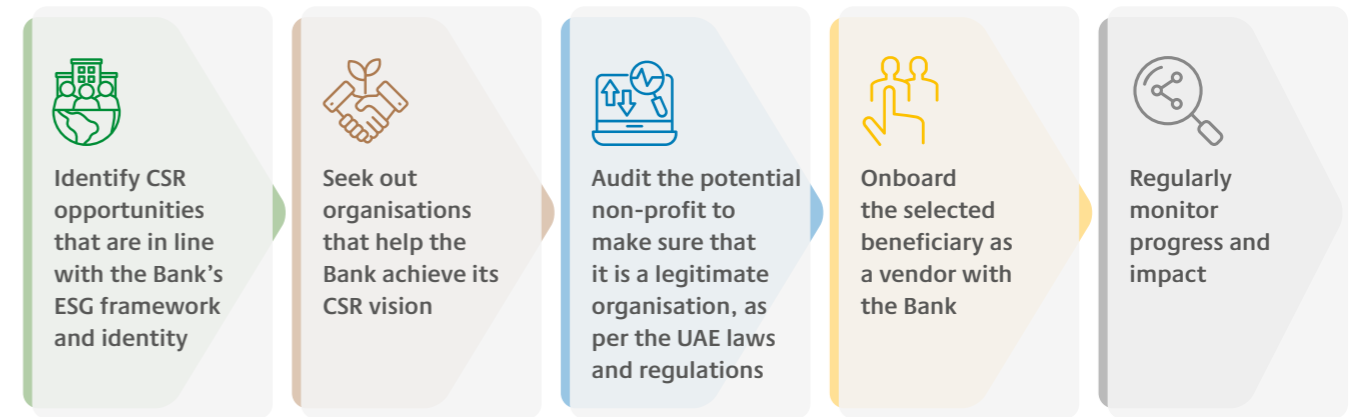 Identify CSR
opportunities
that are in line
with the Bank’s
ESG framework
and identity
Seek out
organisations
that help the
Bank achieve its
CSR vision
Audit the potential
non-profit to
make sure that
it is a legitimate
organisation, as
per the UAE laws
and regulations
Onboard
the selected
beneficiary as
a vendor with
the Bank
Regularly
monitor
progress and
impact